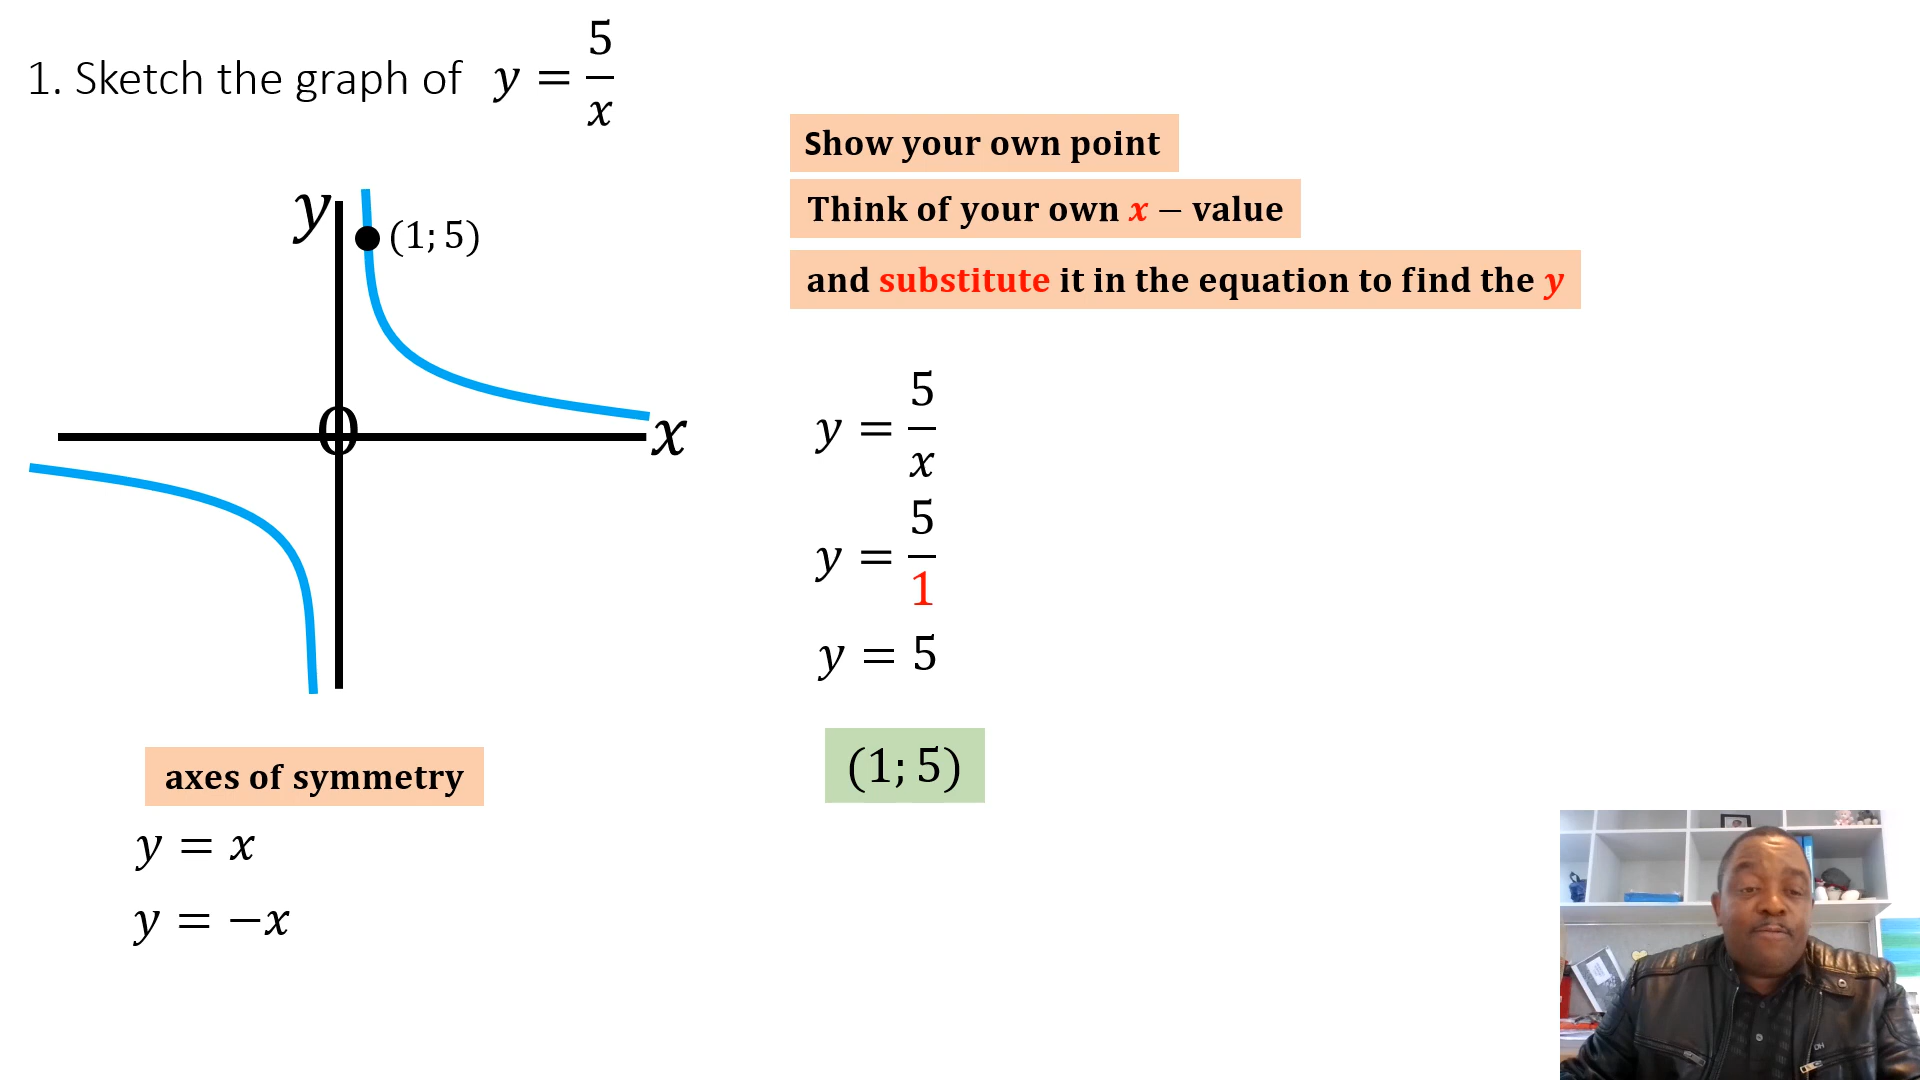 1. Sketch the graph of y = 5/x
y
(1; 5)
0
x
axes of symmetry
y = x
y = −x
Show your own point
Think of your own x − value
and substitute it in the equation to find the y
y = 5/x
y = 5/1
y = 5
(1; 5)